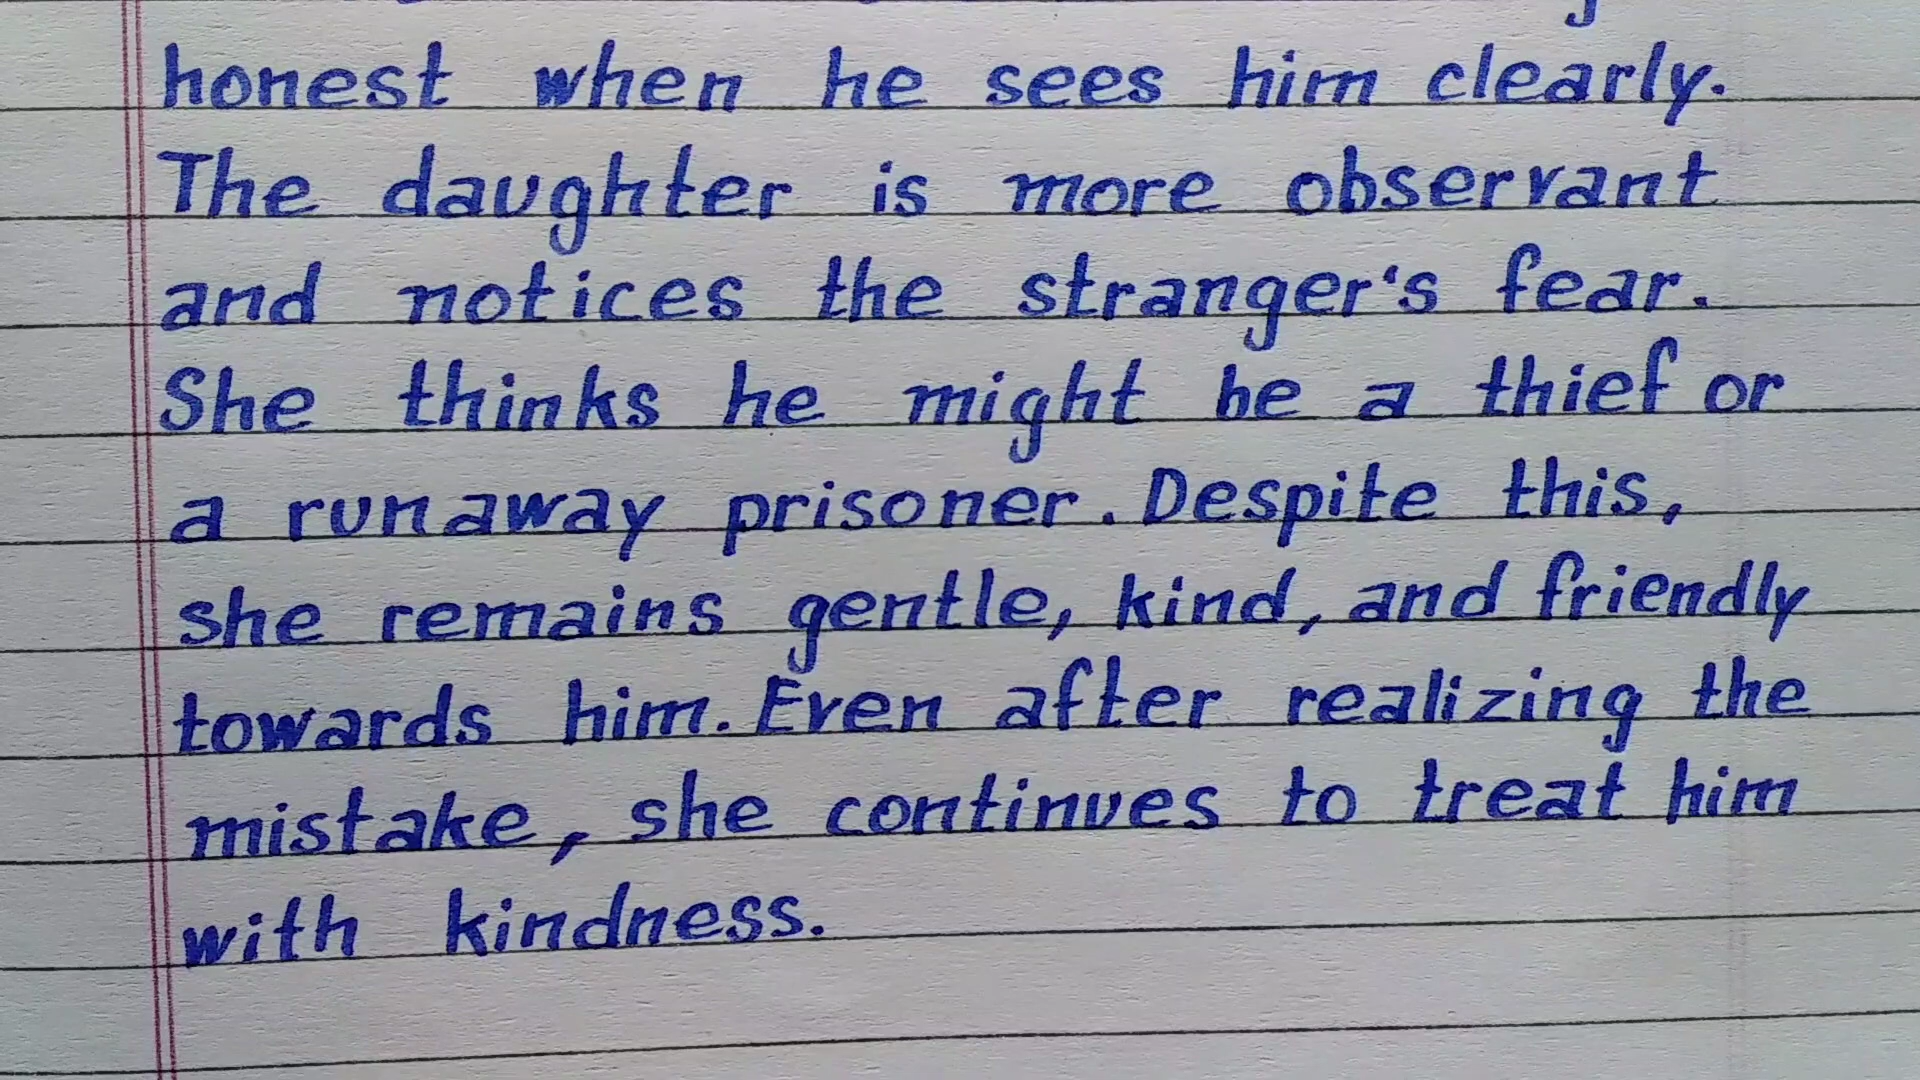 honest when he sees him clearly.
The daughter is more observant
and notices the stranger's fear.
She thinks he might be a thief or
a runaway prisoner. Despite this,
she remains gentle, kind, and friendly
towards him. Even after realizing the
mistake, she continues to treat him
with kindness.